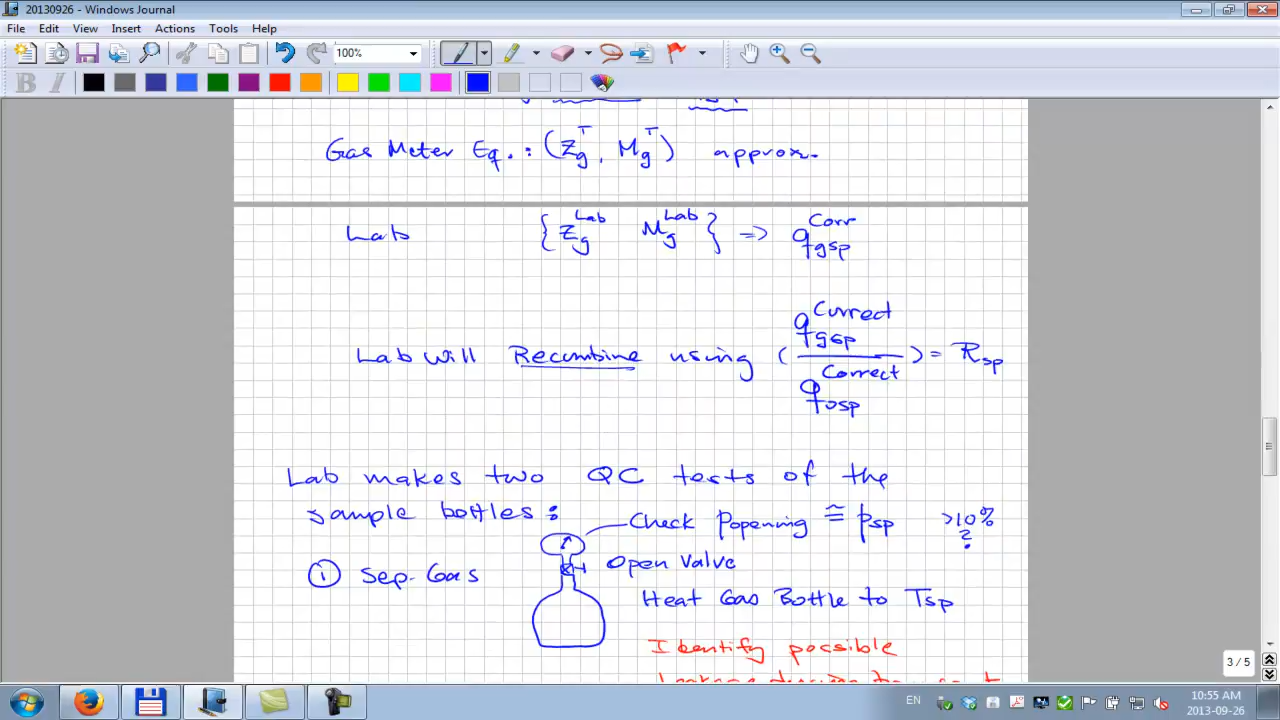 20130926 - Windows Journal
File Edit View Insert Actions Tools Help
100%
B I
Gas Meter Eq.: (Z_g^T, M_g^T) approx.
Lab {Z_g^Lab M_g^Lab} => q_gsp^Corr
Lab will Recombine using (q_gsp^Correct / q_osp^Correct) = R_sp
Lab makes two QC tests of the
sample bottles:
Check Popening ≅ psp >10%
?
① Sep. Gas
Open Valve
Heat Gas Bottle to Tsp
Identify possible
3 / 5
EN
10:55 AM
2013-09-26